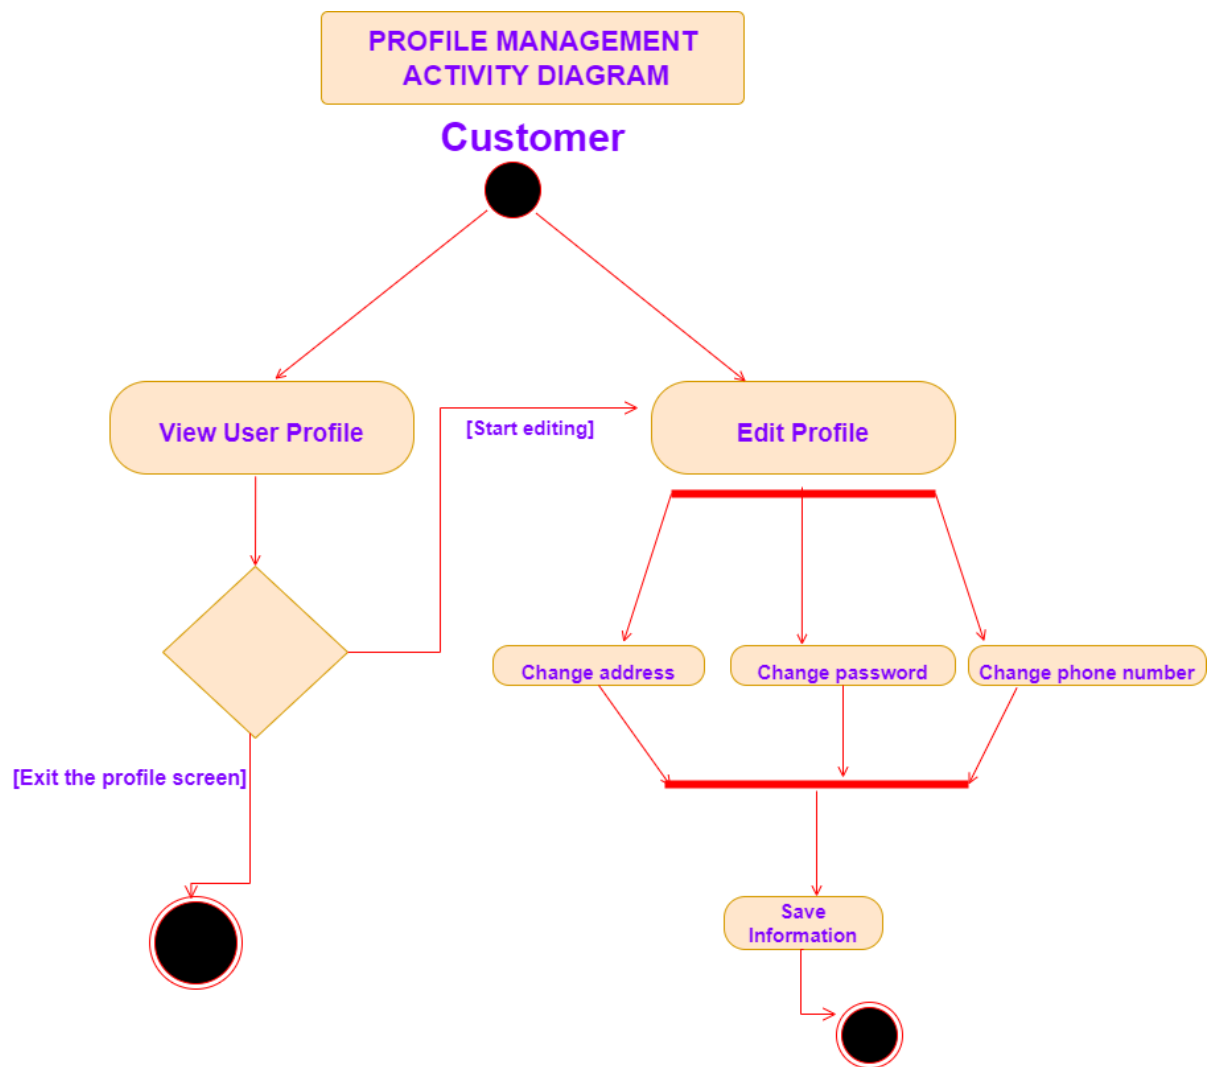 PROFILE MANAGEMENT
ACTIVITY DIAGRAM
Customer
View User Profile
[Start editing]
Edit Profile
Change address
Change password
Change phone number
[Exit the profile screen]
Save
Information